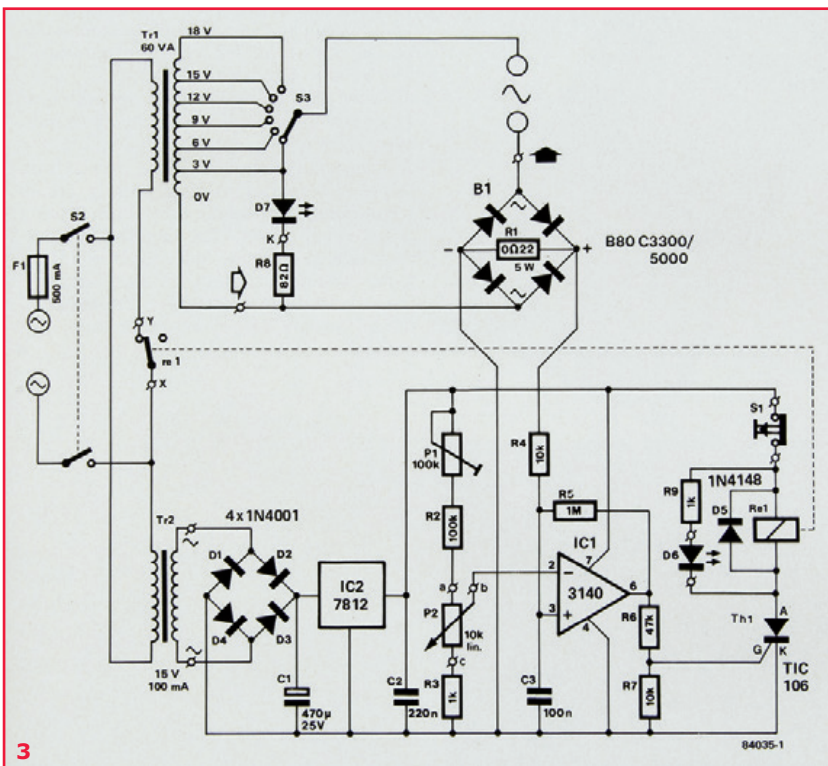 Tr1
60 VA
18 V
15 V
12 V
9 V
6 V
3 V
0V
S3
D7
K
R8
82Ω
S2
F1
500 mA
Y
m 1
X
B1
R1
0Ω22
5 W
−
+
B80 C3300/
5000
Tr2
15 V
100 mA
4x1N4001
D1
D2
D4
D3
IC2
7812
C1
470µ
25V
C2
220n
P1
100k
R2
100k
a
b
P2
10k
lin.
c
R3
1k
R4
10k
R5
1M
IC1
3140
2
−
3
+
7
4
6
C3
100n
R6
47k
R7
10k
S1
1N4148
R9
1k
D5
Re1
D6
Th1
A
G
K
TIC
106
84035-1
3